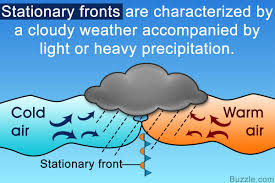 Stationary fronts are characterized by
a cloudy weather accompanied by
light or heavy precipitation.
Cold
air
Warm
air
Stationary front
Buzzle.com